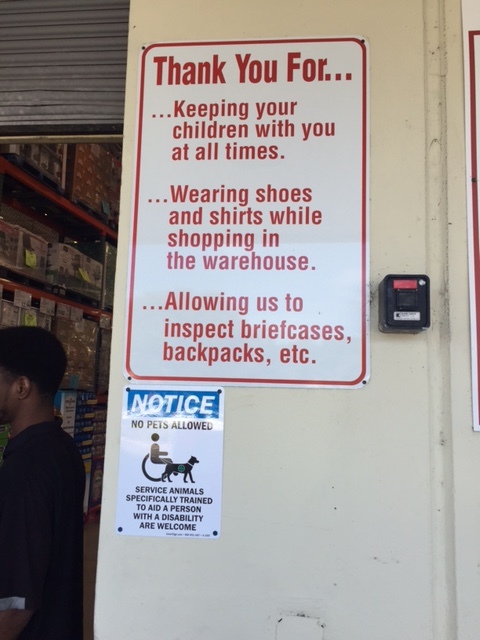 Thank You For...
...Keeping your
children with you
at all times.
...Wearing shoes
and shirts while
shopping in
the warehouse.
...Allowing us to
inspect briefcases,
backpacks, etc.
NOTICE
NO PETS ALLOWED
SERVICE ANIMALS
SPECIFICALLY TRAINED
TO AID A PERSON
WITH A DISABILITY
ARE WELCOME